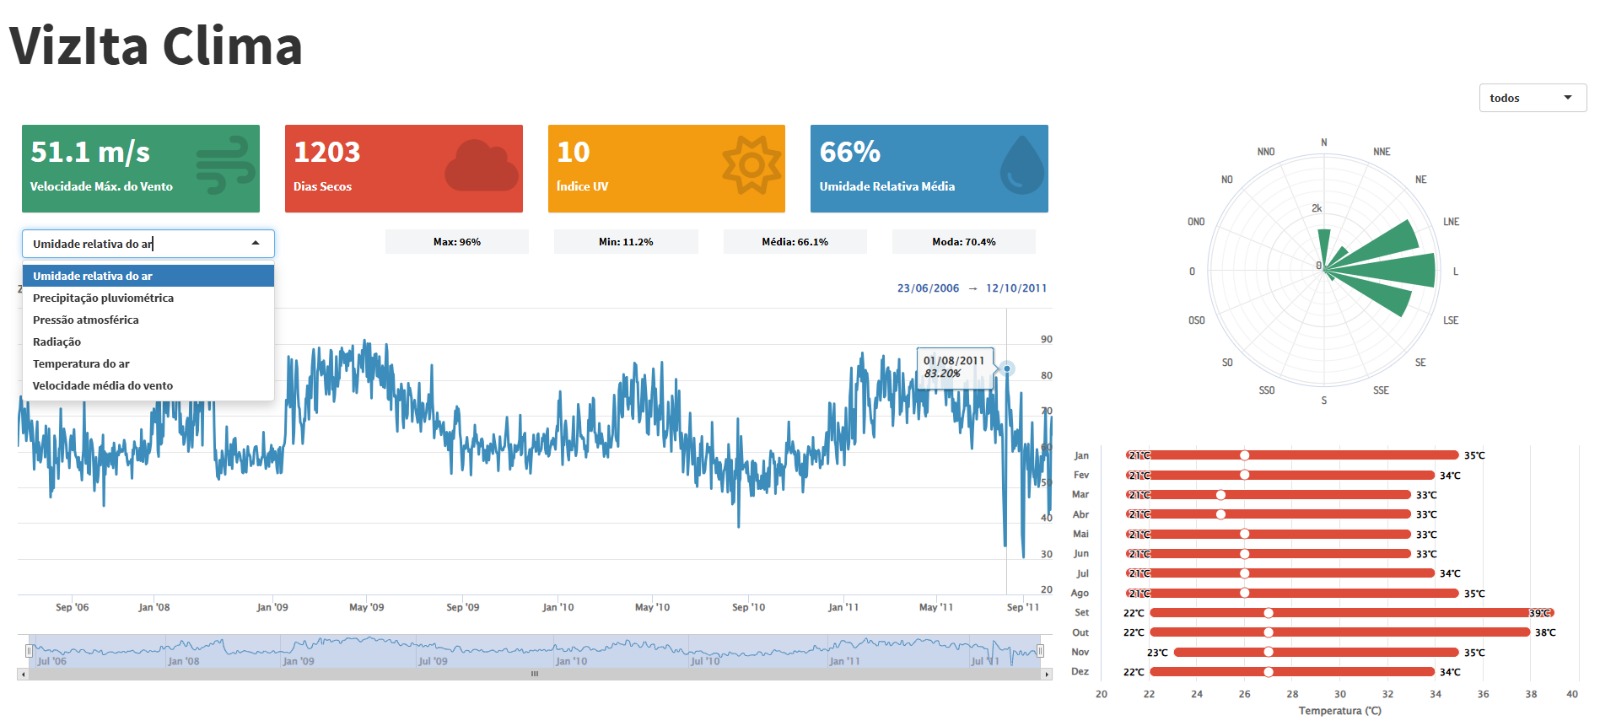 VizIta Clima
todos
51.1 m/s
Velocidade Máx. do Vento
1203
Dias Secos
10
Índice UV
66%
Umidade Relativa Média
Umidade relativa do ar
Max: 96%
Min: 11.2%
Média: 66.1%
Moda: 70.4%
Umidade relativa do ar
Precipitação pluviométrica
Pressão atmosférica
Radiação
Temperatura do ar
Velocidade média do vento
23/06/2006 → 12/10/2011
01/08/2011
83.20%
90
80
70
60
50
40
30
20
Sep '06
Jan '08
Jan '09
May '09
Sep '09
Jan '10
May '10
Sep '10
Jan '11
May '11
Sep '11
Jul '06
Jan '08
Jan '09
Jul '09
Jan '10
Jul '10
Jan '11
Jul '11
N
NNE
NE
LNE
L
LSE
SE
SSE
S
SSO
SO
OSO
O
ONO
NO
NNO
2k
0
Jan 21℃ 35℃
Fev 21℃ 34℃
Mar 21℃ 33℃
Abr 21℃ 33℃
Mai 21℃ 33℃
Jun 21℃ 33℃
Jul 21℃ 34℃
Ago 21℃ 35℃
Set 22℃ 39℃
Out 22℃ 38℃
Nov 23℃ 35℃
Dez 22℃ 34℃
20 22 24 26 28 30 32 34 36 38 40
Temperatura (℃)